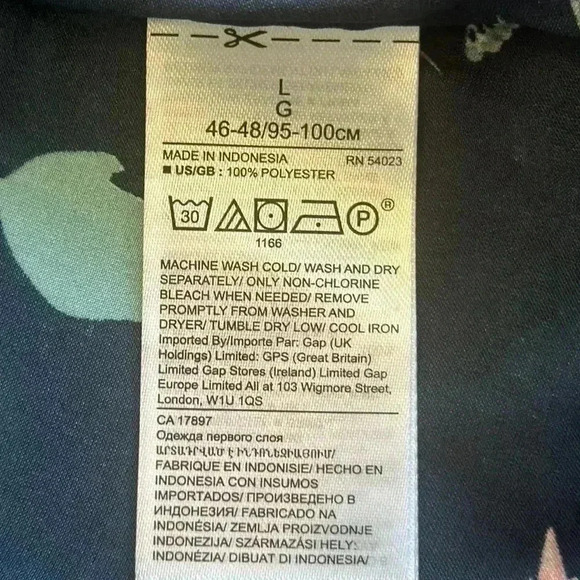 L
G
46-48/95-100CM
MADE IN INDONESIA RN 54023
■ US/GB : 100% POLYESTER
30 P ®
1166
MACHINE WASH COLD/ WASH AND DRY
SEPARATELY/ ONLY NON-CHLORINE
BLEACH WHEN NEEDED/ REMOVE
PROMPTLY FROM WASHER AND
DRYER/ TUMBLE DRY LOW/ COOL IRON
Imported By/Importe Par: Gap (UK
Holdings) Limited: GPS (Great Britain)
Limited Gap Stores (Ireland) Limited Gap
Europe Limited All at 103 Wigmore Street,
London, W1U 1QS
CA 17897
Одежда первого слоя
ԱՐՏԱԴՐՎԱԾ Է ԻՆԴՈՆԵԶԻԱՅՈՒՄ/
FABRIQUE EN INDONISIE/ HECHO EN
INDONESIA CON INSUMOS
IMPORTADOS/ ПРОИЗВЕДЕНО В
ИНДОНЕЗИЯ/ FABRICADO NA
INDONÉSIA/ ZEMLJA PROIZVODNJE
INDONEZIJA/ SZÁRMAZÁSI HELY:
INDONÉZIA/ DIBUAT DI INDONESIA/